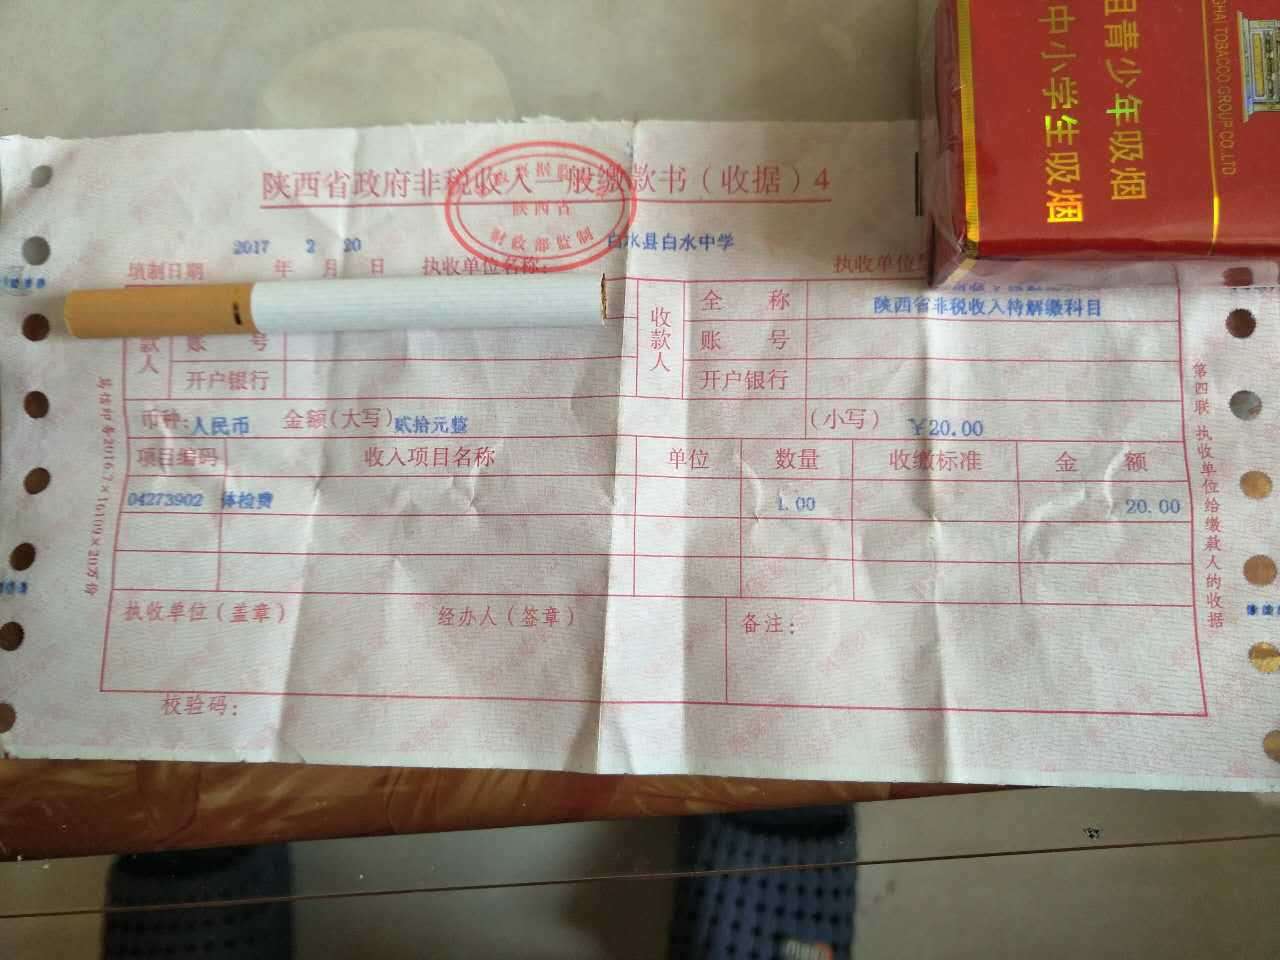 阻青少年吸烟
中小学生吸烟
GHAI TOBACCO GROUP CO.,LTD.
陕西省政府非税收入一般缴款书（收据）4
陕西省
财政部监制
2017 2 20
白水县白水中学
填制日期 年 月 日 执收单位名称:
执收单位
款人
账 号
开户银行
收款人
全 称
陕西省非税收入待解缴科目
账 号
开户银行
币种:人民币 金额(大写)贰拾元整 (小写) ￥20.00
项目编码 收入项目名称 单位 数量 收缴标准 金 额
04273902 体检费 1.00 20.00
执收单位(盖章) 经办人(签章) 备注:
校验码:
第四联 执收单位给缴款人的收据